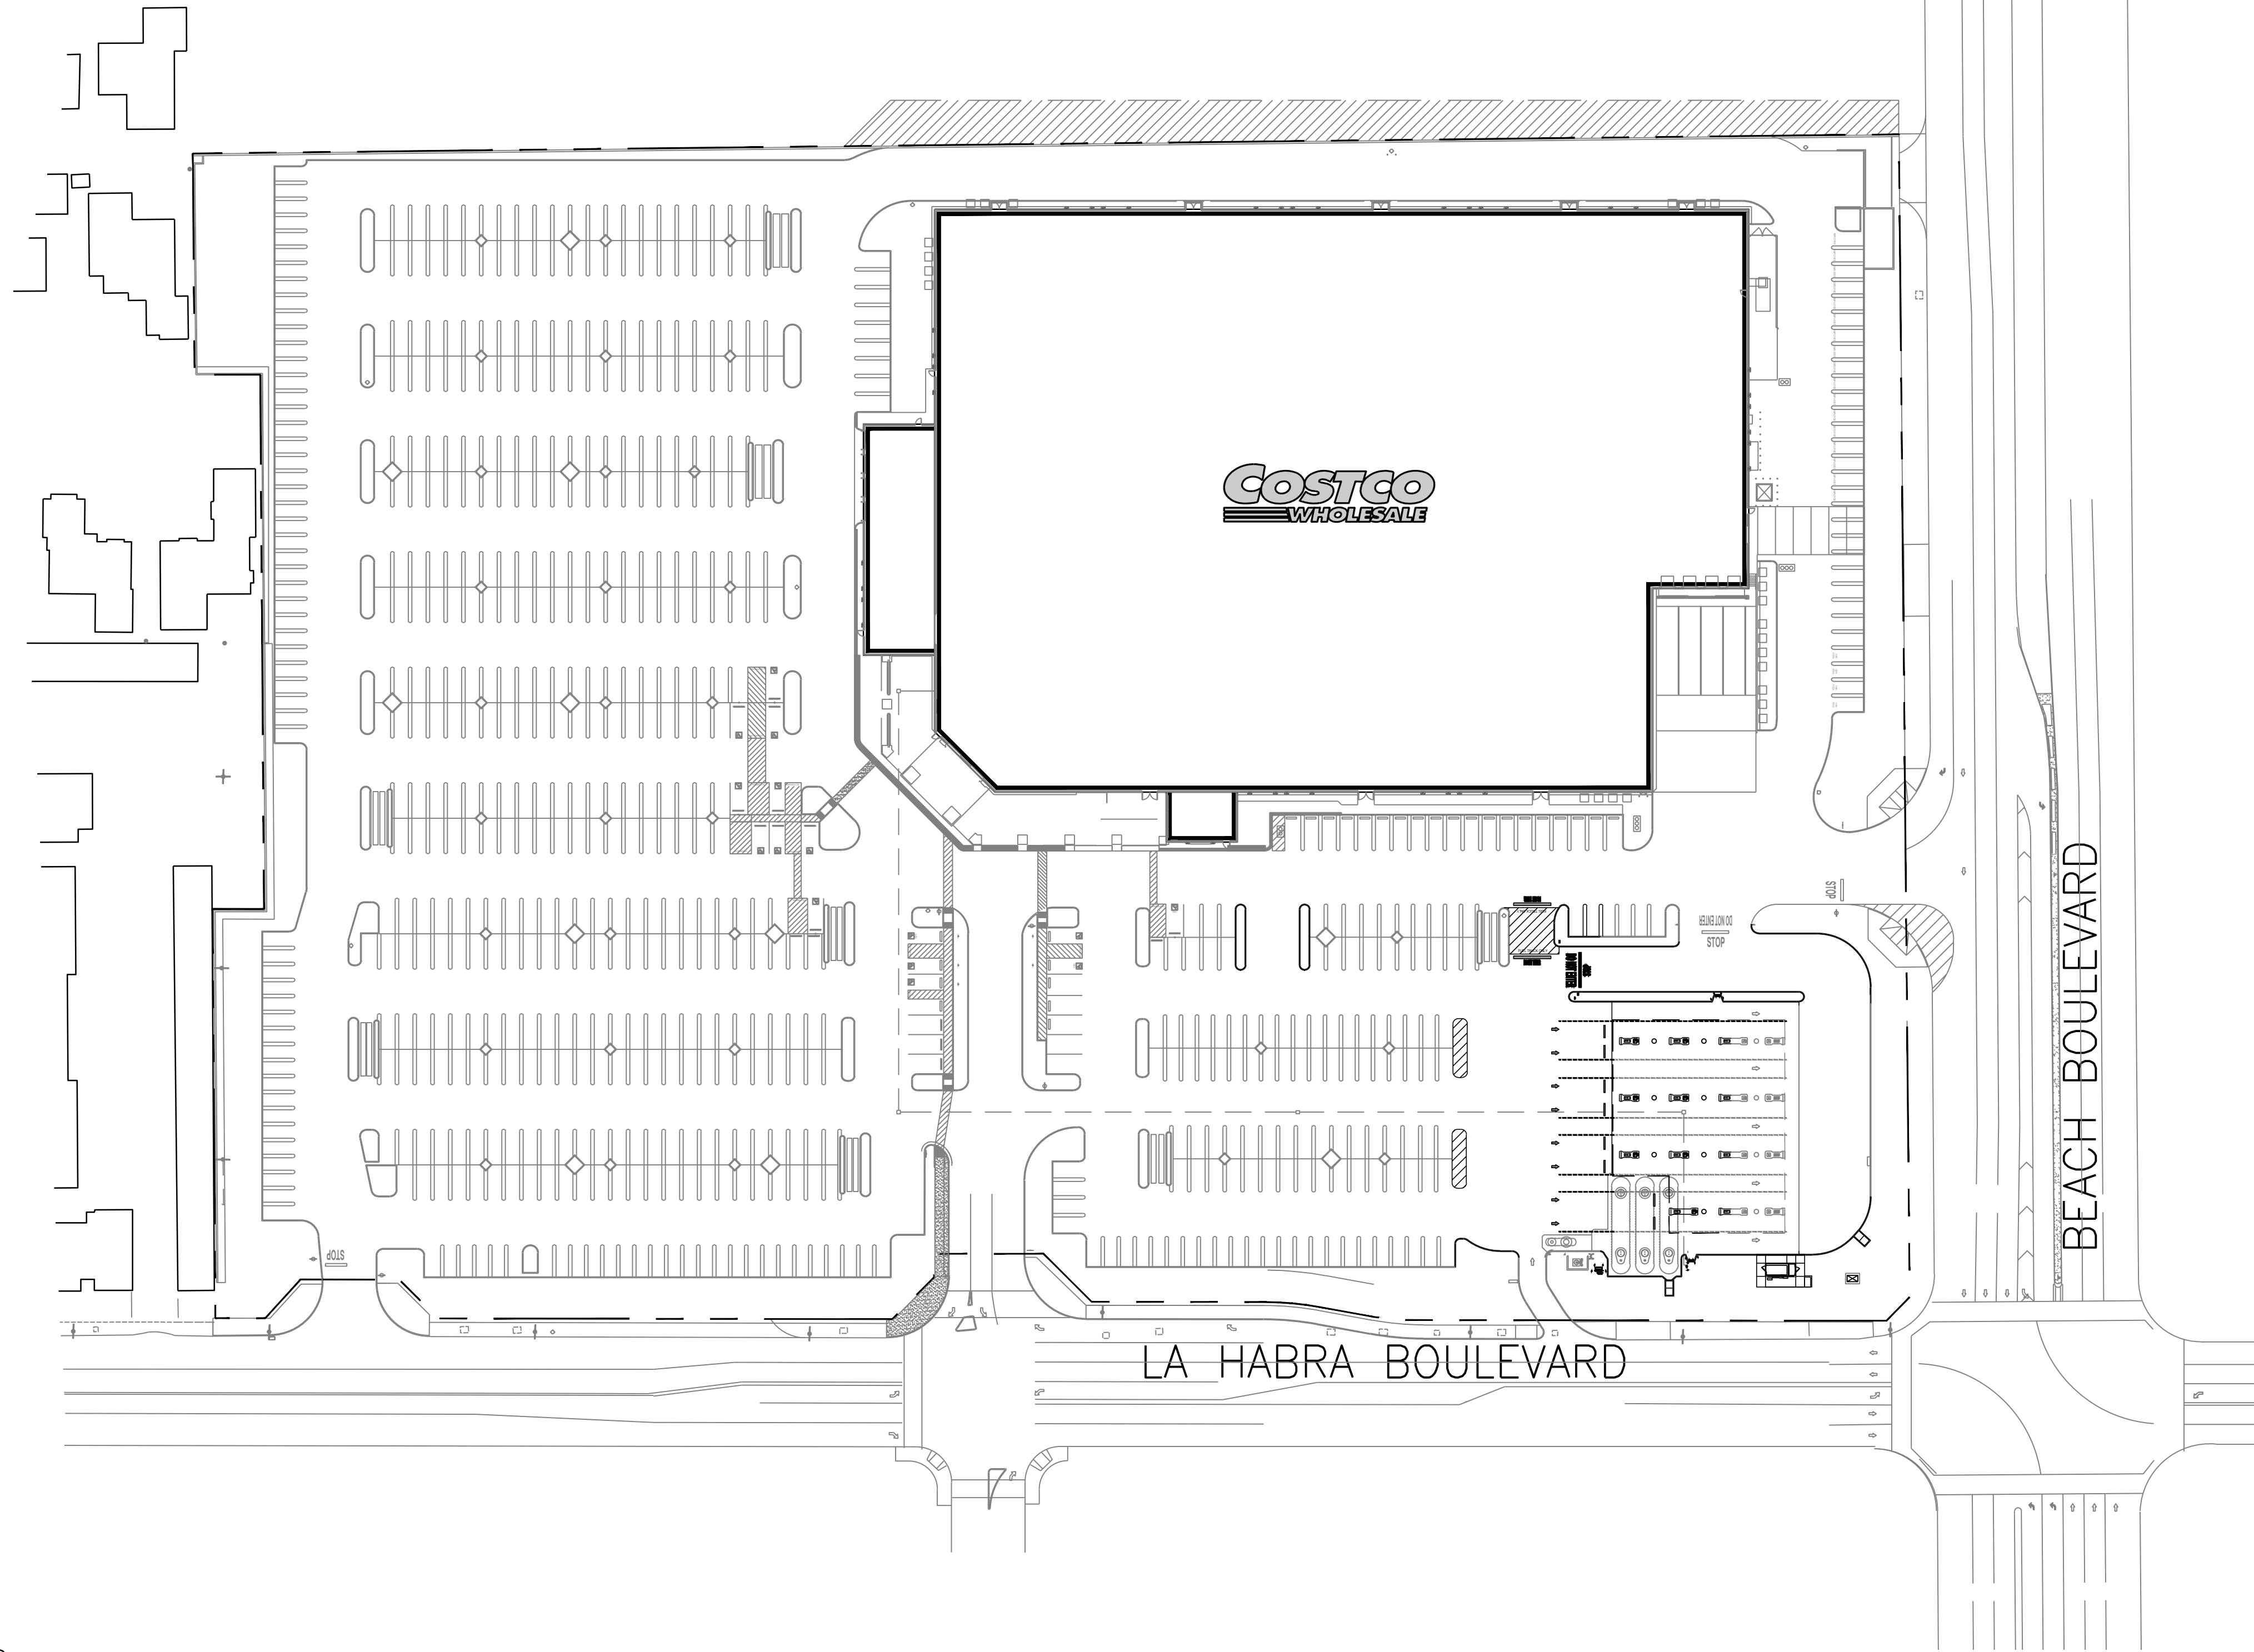 COSTCO
WHOLESALE
STOP
DO NOT ENTER
STOP
BEACH BOULEVARD
STOP
LA HABRA BOULEVARD